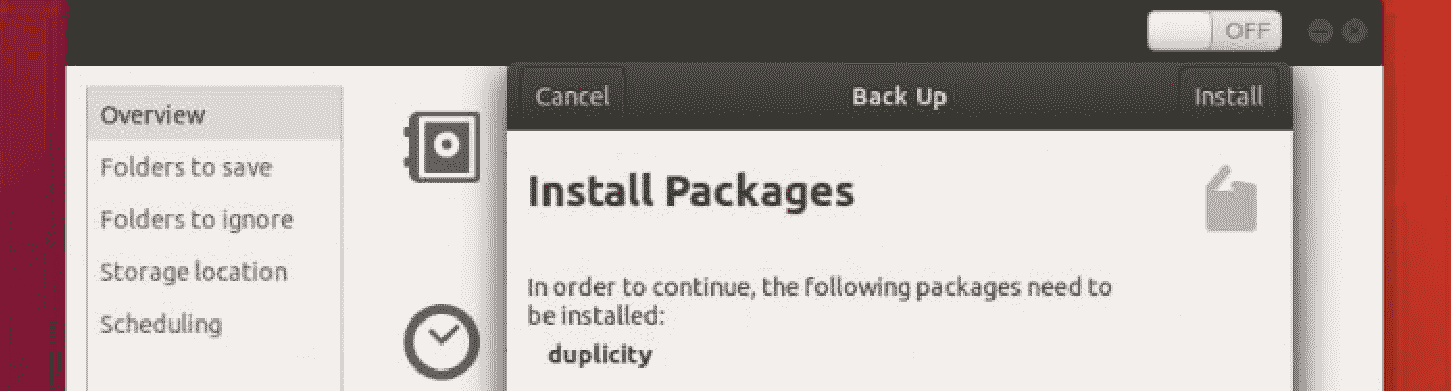 OFF
Cancel
Back Up
Install
Overview
Folders to save
Folders to ignore
Storage location
Scheduling
Install Packages
In order to continue, the following packages need to
be installed:
duplicity